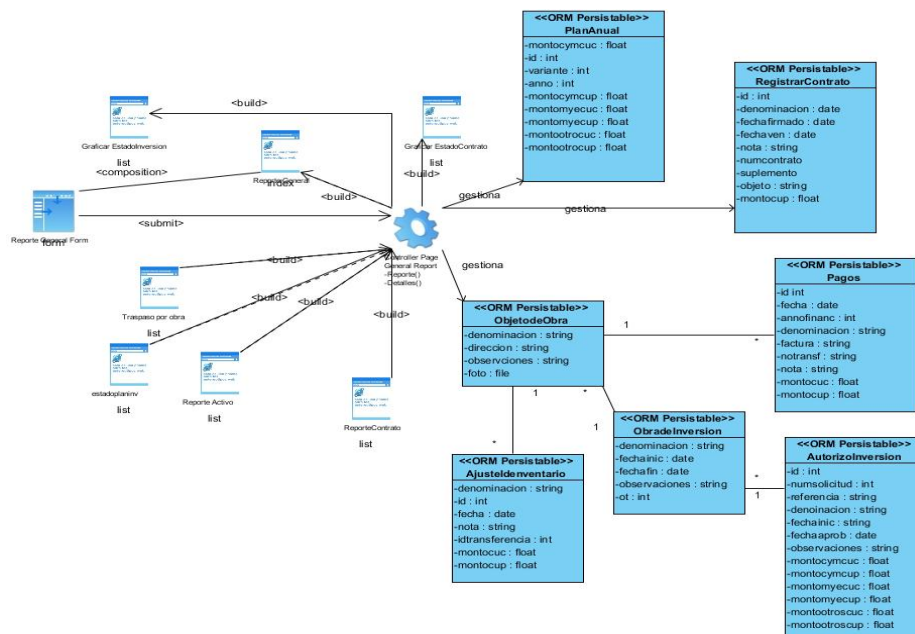 <<ORM Persistable>>
PlanAnual
-montocymcuc : float
-id : int
-variante : int
-anno : int
-montocymcup : float
-montomyecuc : float
-montomyecup : float
-montootrocuc : float
-montootrocup : float
<<ORM Persistable>>
RegistrarContrato
-id : int
-denominacion : date
-fechafirmado : date
-fechaven : date
-nota : string
-numcontrato
-suplemento
-objeto : string
-montocup : float
<build>
Graficar EstadoInversion
list
<composition>
ReportarGeneral
index
<build>
Graficar EstadoContrato
list
<build>
gestiona
gestiona
Reporte General Form
form
<submit>
Controller Page
General Report
-Reporte()
-Detalles()
gestiona
<build>
Traspaso por obra
list
<build>
<build>
<build>
estadoplaninv
list
Reporte Activo
list
ReporteContrato
list
<<ORM Persistable>>
ObjetodeObra
-denominacion : string
-direccion : string
-observciones : string
-foto : file
1
*
<<ORM Persistable>>
Pagos
-id int
-fecha : date
-annofinanc : int
-denominacion : string
-factura : string
-notransf : string
-nota : string
-montocuc : float
-montocup : float
1
*
*
1
<<ORM Persistable>>
ObradeInversion
-denominacion : string
-fechainic : date
-fechafin : date
-observaciones : string
-ot : int
*
1
<<ORM Persistable>>
AjusteIdenventario
-denominacion : string
-id : int
-fecha : date
-nota : string
-idtransferencia : int
-montocuc : float
-montocup : float
<<ORM Persistable>>
AutorizoInversion
-id : int
-numsolicitud : int
-referencia : string
-denoinacion : string
-fechainic : string
-fechaaprob : date
-observaciones : string
-montocymcuc : float
-montocymcup : float
-montomyecuc : float
-montomyecup : float
-montootroscuc : float
-montootroscup : float